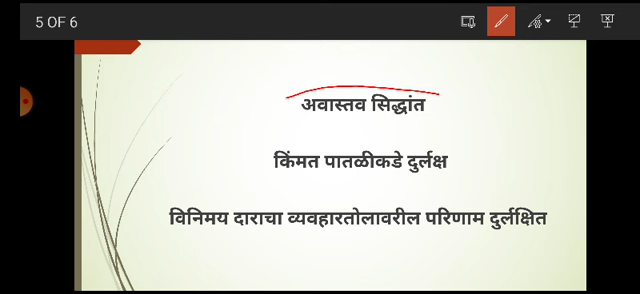 5 OF 6
अवास्तव सिद्धांत
किंमत पातळीकडे दुर्लक्ष
विनिमय दाराचा व्यवहारतोलावरील परिणाम दुर्लक्षित